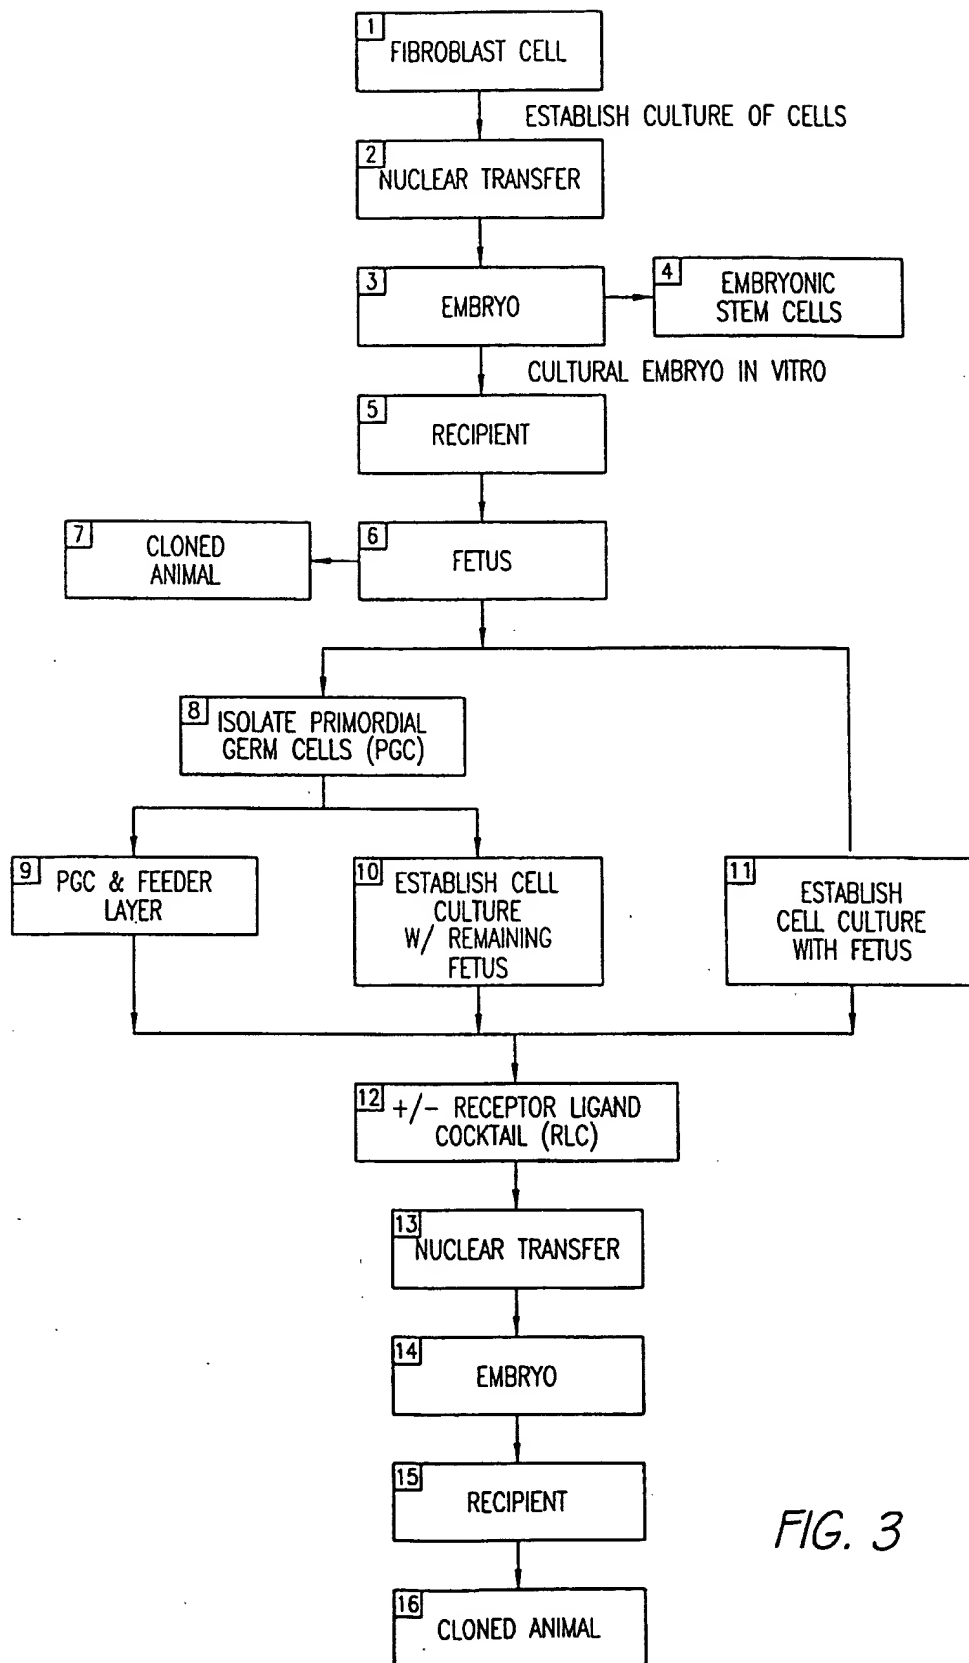 1
FIBROBLAST CELL
ESTABLISH CULTURE OF CELLS
2
NUCLEAR TRANSFER
3
EMBRYO
4
EMBRYONIC
STEM CELLS
CULTURAL EMBRYO IN VITRO
5
RECIPIENT
6
FETUS
7
CLONED
ANIMAL
8
ISOLATE PRIMORDIAL
GERM CELLS (PGC)
9
PGC & FEEDER
LAYER
10
ESTABLISH CELL
CULTURE
W/ REMAINING
FETUS
11
ESTABLISH
CELL CULTURE
WITH FETUS
12
+/- RECEPTOR LIGAND
COCKTAIL (RLC)
13
NUCLEAR TRANSFER
14
EMBRYO
15
RECIPIENT
16
CLONED ANIMAL
FIG. 3